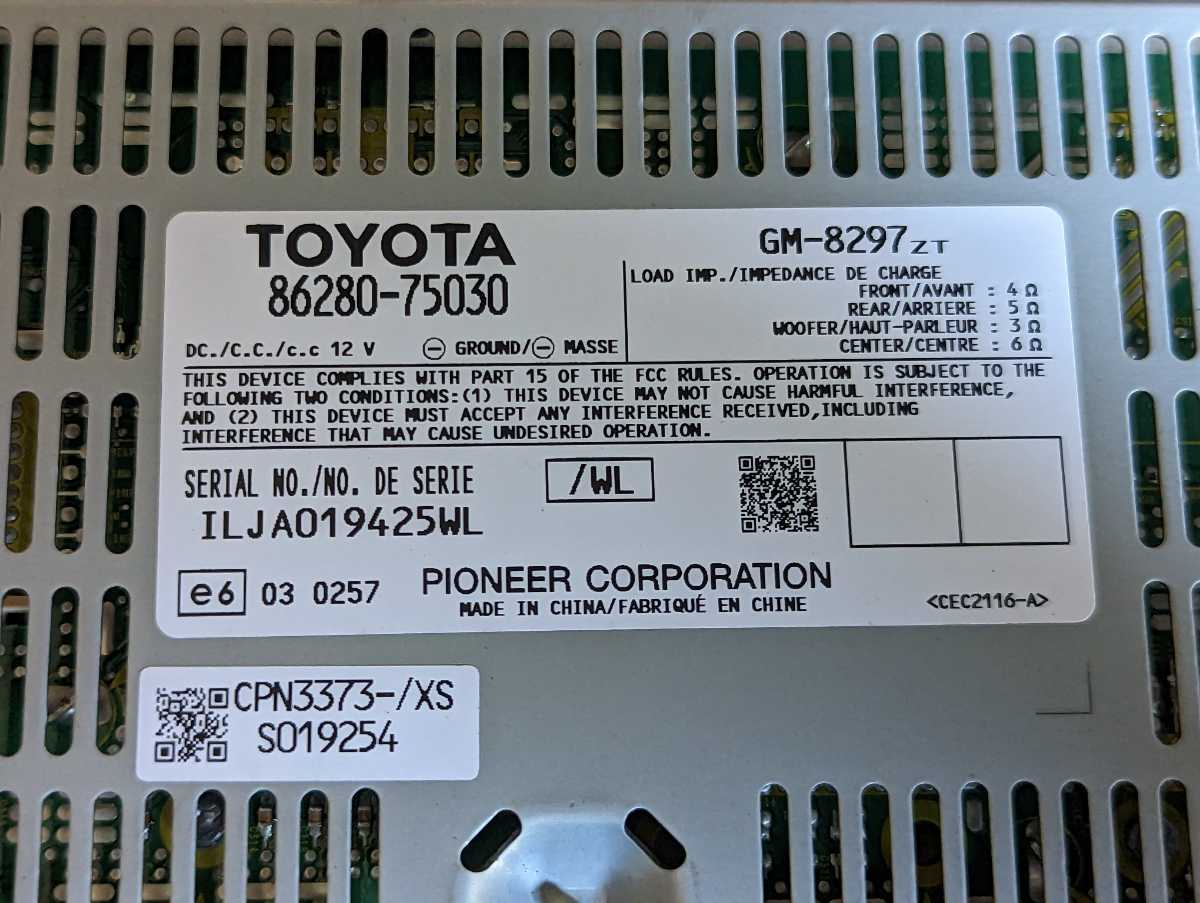 TOYOTA
86280-75030
DC./C.C./c.c 12 V ⊖ GROUND/⊖ MASSE
GM-8297ZT
LOAD IMP./IMPEDANCE DE CHARGE
FRONT/AVANT : 4 Ω
REAR/ARRIERE : 5 Ω
WOOFER/HAUT-PARLEUR : 3 Ω
CENTER/CENTRE : 6 Ω
THIS DEVICE COMPLIES WITH PART 15 OF THE FCC RULES. OPERATION IS SUBJECT TO THE
FOLLOWING TWO CONDITIONS:(1) THIS DEVICE MAY NOT CAUSE HARMFUL INTERFERENCE,
AND (2) THIS DEVICE MUST ACCEPT ANY INTERFERENCE RECEIVED,INCLUDING
INTERFERENCE THAT MAY CAUSE UNDESIRED OPERATION.
SERIAL NO./NO. DE SERIE
/WL
ILJA019425WL
e6 03 0257
PIONEER CORPORATION
MADE IN CHINA/FABRIQUÉ EN CHINE
<CEC2116-A>
CPN3373-/XS
S019254